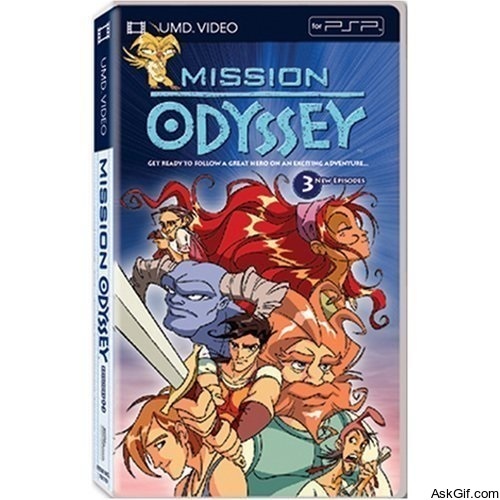 UMD. VIDEO
for PSP
MISSION
ODYSSEY
GET READY TO FOLLOW A GREAT HERO ON AN EXCITING ADVENTURE...
3 NEW EPISODES
UMD. VIDEO
MISSION ODYSSEY
AskGif.com